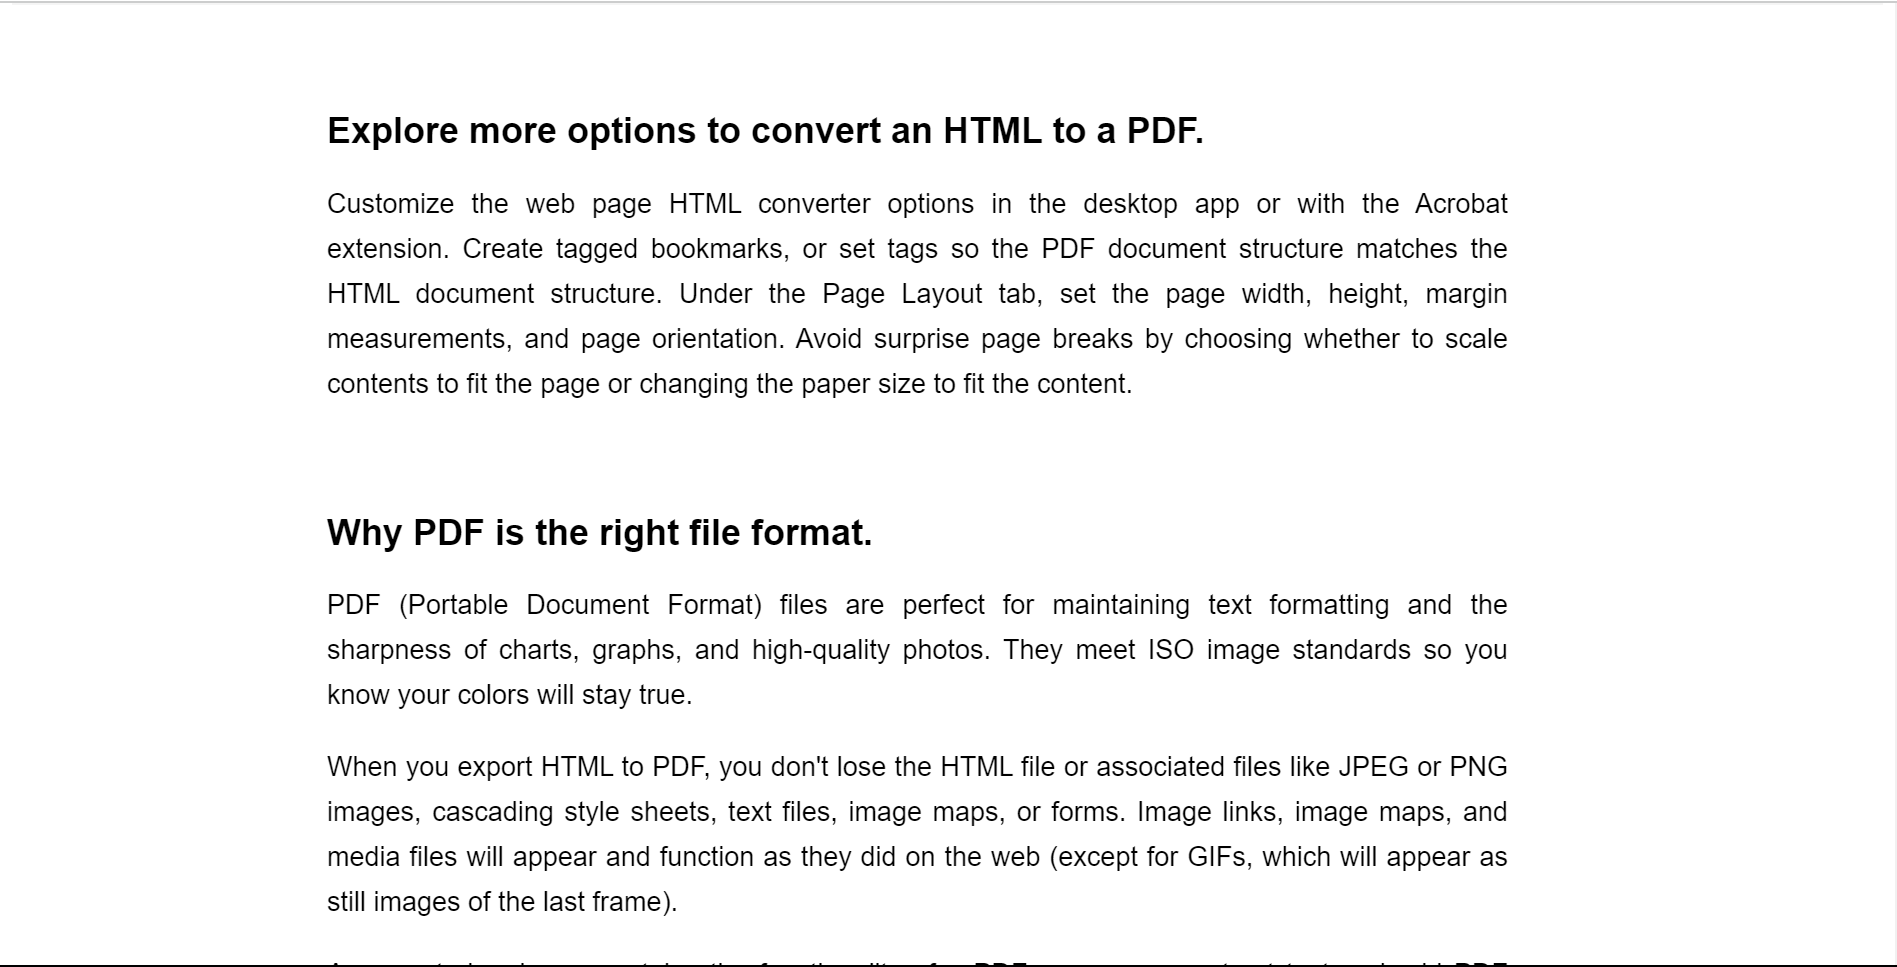 Explore more options to convert an HTML to a PDF.
Customize the web page HTML converter options in the desktop app or with the Acrobat
extension. Create tagged bookmarks, or set tags so the PDF document structure matches the
HTML document structure. Under the Page Layout tab, set the page width, height, margin
measurements, and page orientation. Avoid surprise page breaks by choosing whether to scale
contents to fit the page or changing the paper size to fit the content.
Why PDF is the right file format.
PDF (Portable Document Format) files are perfect for maintaining text formatting and the
sharpness of charts, graphs, and high-quality photos. They meet ISO image standards so you
know your colors will stay true.
When you export HTML to PDF, you don't lose the HTML file or associated files like JPEG or PNG
images, cascading style sheets, text files, image maps, or forms. Image links, image maps, and
media files will appear and function as they did on the web (except for GIFs, which will appear as
still images of the last frame).